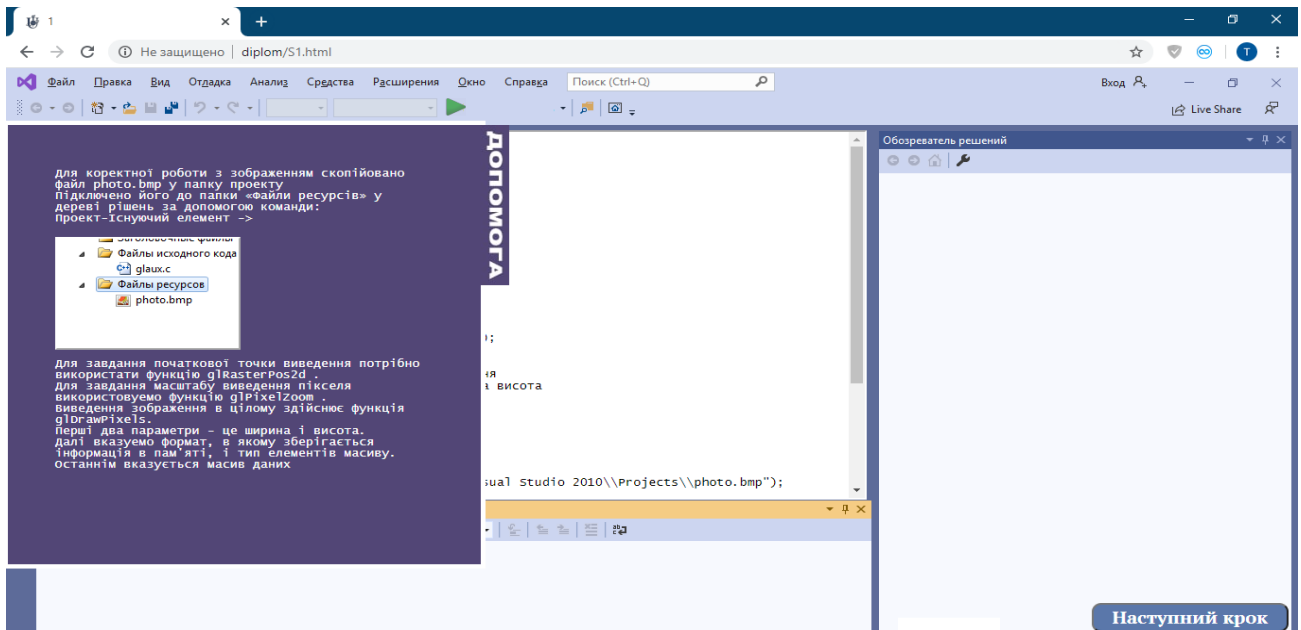 1
Не защищено | diplom/S1.html
T
Файл Правка Вид Отладка Анализ Средства Расширения Окно Справка Поиск (Ctrl+Q) Вход
Live Share
ДОПОМОГА
Для коректної роботи з зображенням скопійовано
файл photo.bmp у папку проекту
Підключено його до папки «Файли ресурсів» у
дереві рішень за допомогою команди:
Проект-Існуючий елемент ->
Заголовочные файлы
Файлы исходного кода
glaux.c
Файлы ресурсов
photo.bmp
Для завдання початкової точки виведення потрібно
використати функцію glRasterPos2d .
Для завдання масштабу виведення пікселя
використовуемо функцію glPixelZoom .
Виведення зображення в цілому здійснює функція
glDrawPixels.
Перші два параметри - це ширина і висота.
Далі вказуемо формат, в якому зберігається
інформація в пам'яті, і тип елементів масиву.
Останнім вказується масив даних
);
ня
а висота
sual Studio 2010\\Projects\\photo.bmp");
Обозреватель решений
Наступний крок